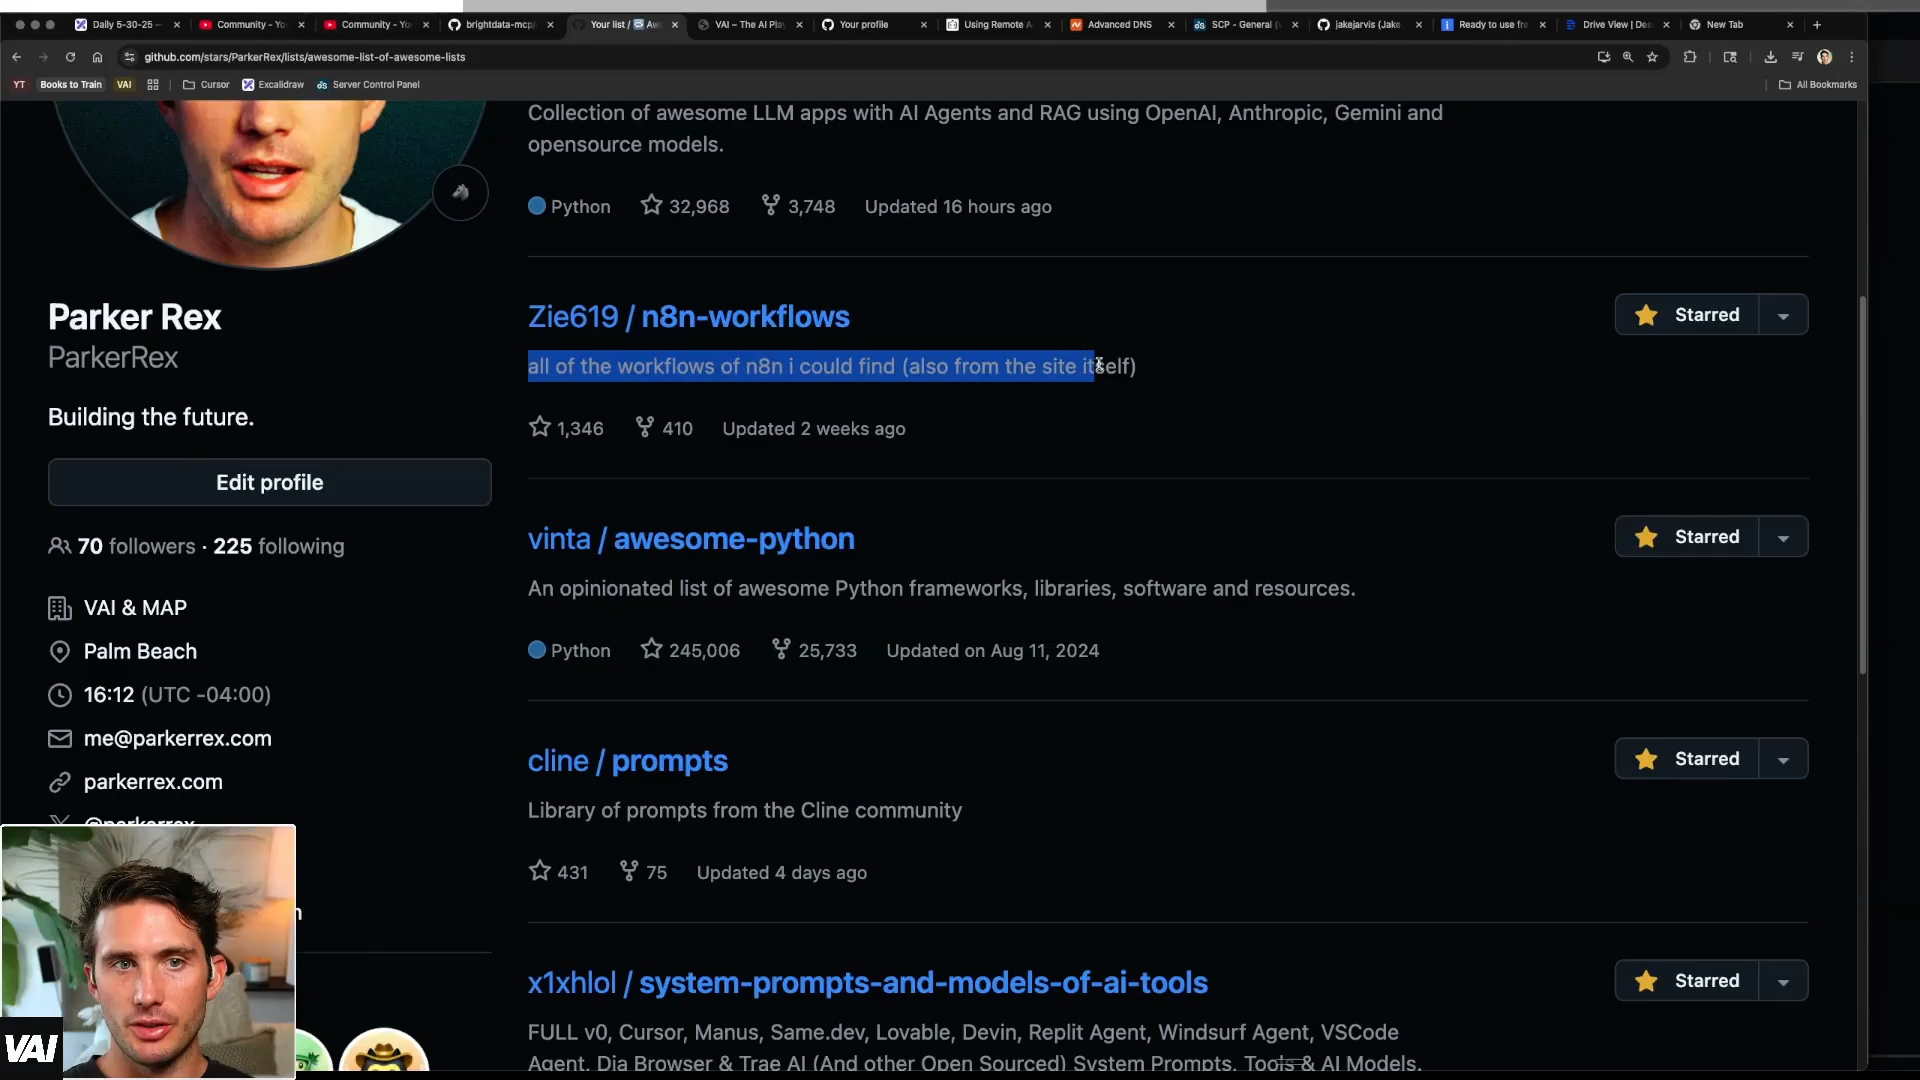 Daily 5-30-25 —
Community - Yo
Community - Yo
brightdata-mcp/
Your list / Aw
VAI – The AI Pla
Your profile
Using Remote A
Advanced DNS
SCP - General (v
jakejarvis (Jake
Ready to use fre
Drive View | Des
New Tab
github.com/stars/ParkerRex/lists/awesome-list-of-awesome-lists
YT
Books to Train
VAI
Cursor
Excalidraw
Server Control Panel
All Bookmarks
Collection of awesome LLM apps with AI Agents and RAG using OpenAI, Anthropic, Gemini and
opensource models.
Python 32,968 3,748 Updated 16 hours ago
Parker Rex
ParkerRex
Building the future.
Edit profile
70 followers · 225 following
VAI & MAP
Palm Beach
16:12 (UTC -04:00)
me@parkerrex.com
parkerrex.com
@parkerrex
Zie619 / n8n-workflows
Starred
all of the workflows of n8n i could find (also from the site itself)
1,346 410 Updated 2 weeks ago
vinta / awesome-python
Starred
An opinionated list of awesome Python frameworks, libraries, software and resources.
Python 245,006 25,733 Updated on Aug 11, 2024
cline / prompts
Starred
Library of prompts from the Cline community
431 75 Updated 4 days ago
x1xhlol / system-prompts-and-models-of-ai-tools
Starred
FULL v0, Cursor, Manus, Same.dev, Lovable, Devin, Replit Agent, Windsurf Agent, VSCode
Agent, Dia Browser & Trae AI (And other Open Sourced) System Prompts, Tools & AI Models.
VAI